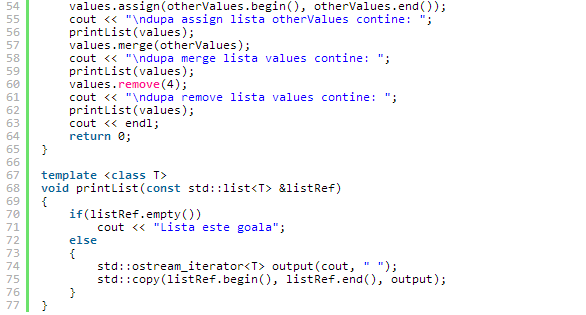 54     values.assign(otherValues.begin(), otherValues.end());
55     cout << "\ndupa assign lista otherValues contine: ";
56     printList(values);
57     values.merge(otherValues);
58     cout << "\ndupa merge lista values contine: ";
59     printList(values);
60     values.remove(4);
61     cout << "\ndupa remove lista values contine: ";
62     printList(values);
63     cout << endl;
64     return 0;
65 }
66
67 template <class T>
68 void printList(const std::list<T> &listRef)
69 {
70     if(listRef.empty())
71         cout << "Lista este goala";
72     else
73     {
74         std::ostream_iterator<T> output(cout, " ");
75         std::copy(listRef.begin(), listRef.end(), output);
76     }
77 }